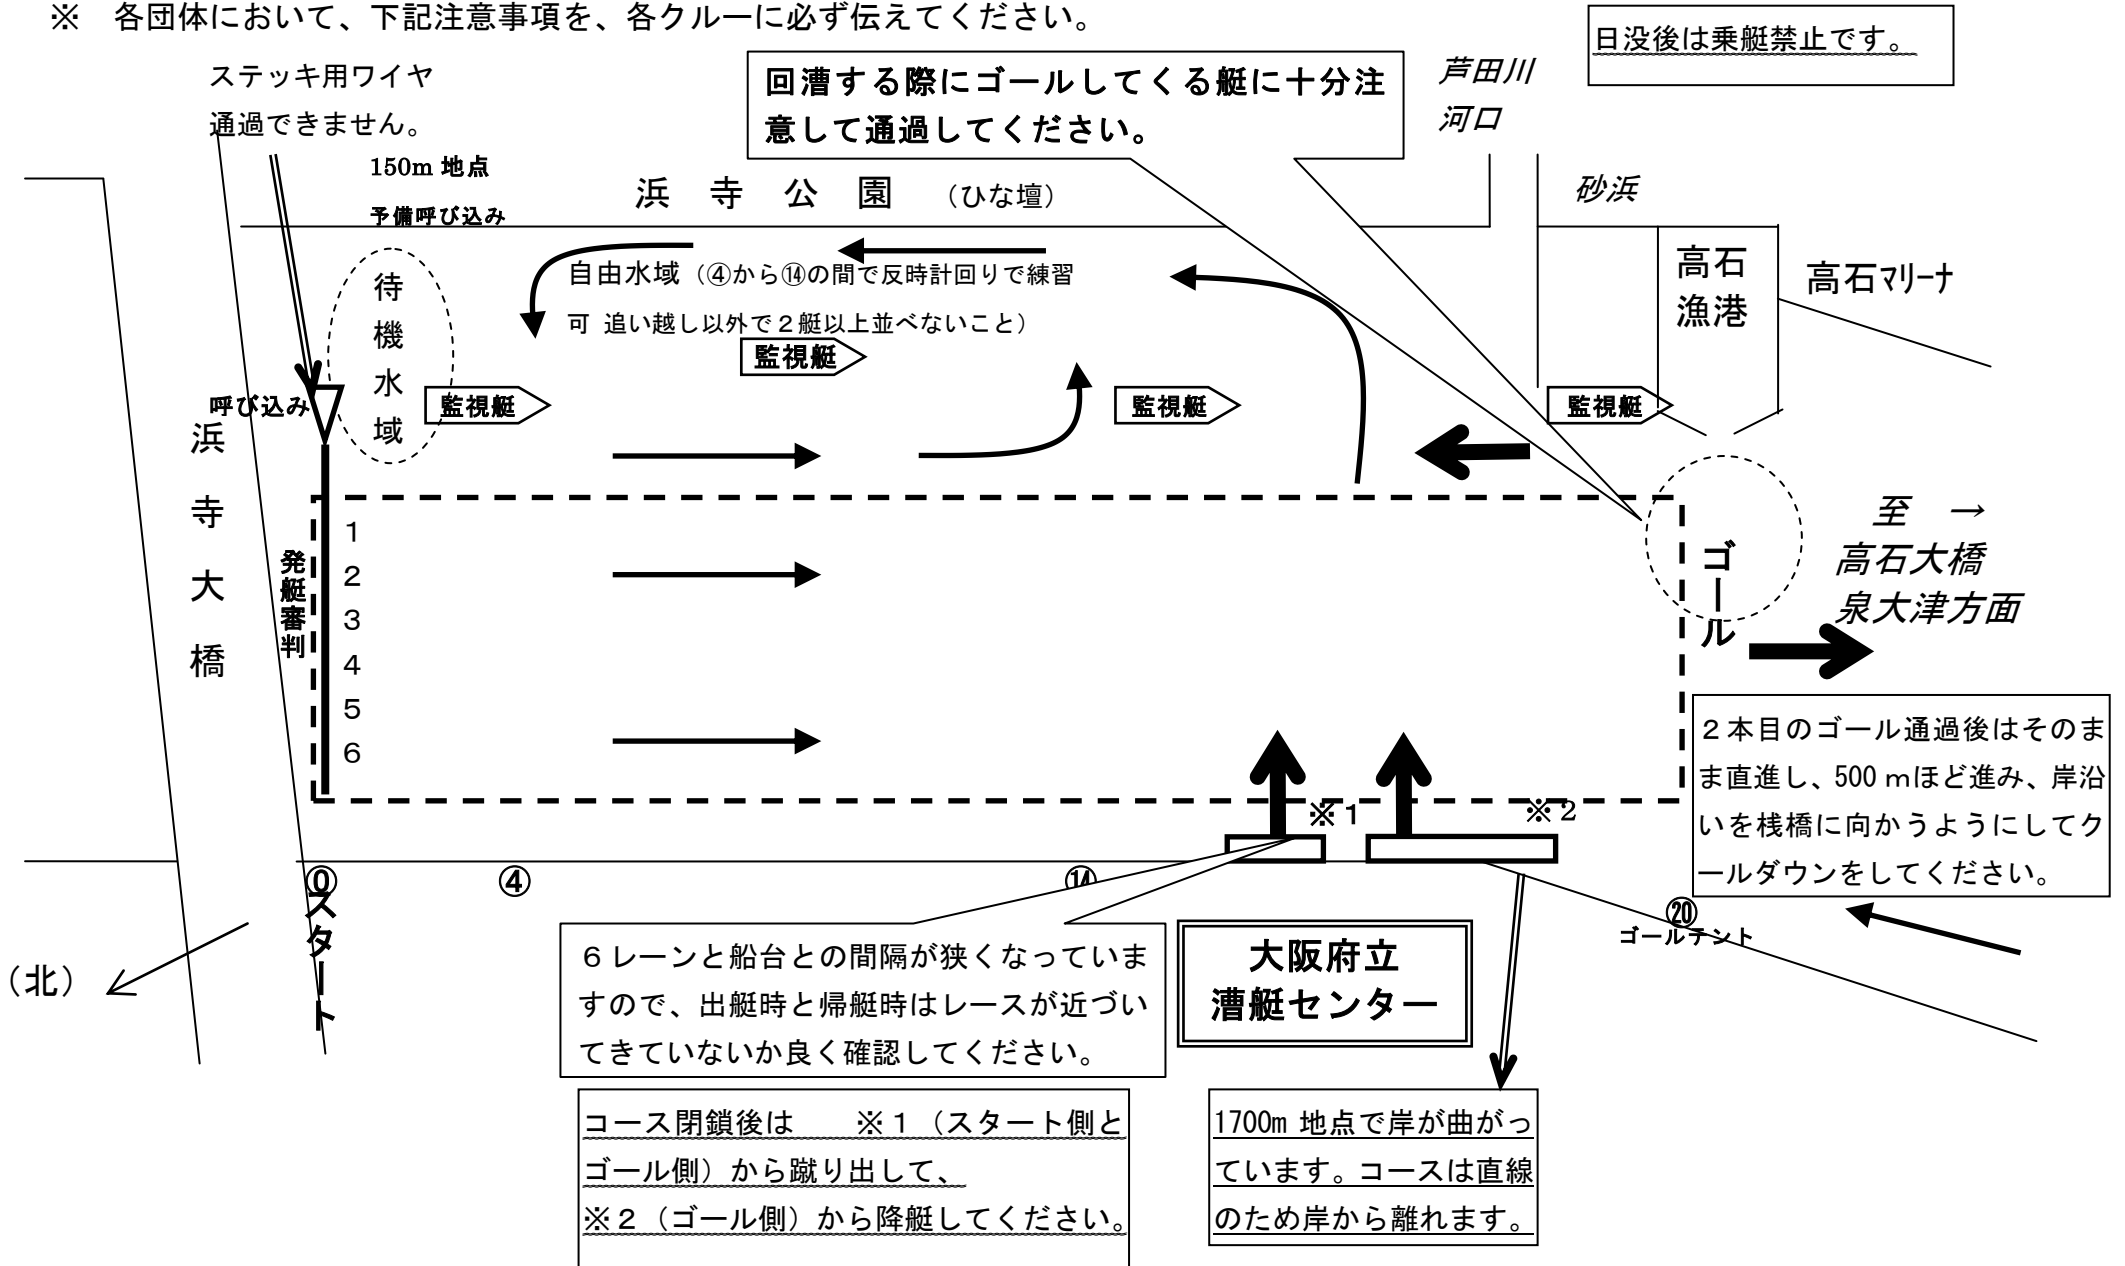 ※　各団体において、下記注意事項を、各クルーに必ず伝えてください。
日没後は乗艇禁止です。
ステッキ用ワイヤ
通過できません。
回漕する際にゴールしてくる艇に十分注
意して通過してください。
芦田川
河口
150m 地点
予備呼び込み
浜　寺　公　園　（ひな壇）
砂浜
高石
漁港
高石ﾏﾘｰﾅ
待機水域
自由水域（④から⑭の間で反時計回りで練習
可 追い越し以外で２艇以上並べないこと）
監視艇
監視艇
監視艇
監視艇
呼び込み
浜寺大橋
発艇審判
１
２
３
４
５
６
ゴール
至　→
高石大橋
泉大津方面
２本目のゴール通過後はそのま
ま直進し、500ｍほど進み、岸沿
いを桟橋に向かうようにしてク
ールダウンをしてください。
※１
※２
⓪
④
⑭
⑳
スタート
ゴールテント
（北）
６レーンと船台との間隔が狭くなっていま
すので、出艇時と帰艇時はレースが近づい
てきていないか良く確認してください。
大阪府立
漕艇センター
コース閉鎖後は　　※１（スタート側と
ゴール側）から蹴り出して、
※２（ゴール側）から降艇してください。
1700m 地点で岸が曲がっ
ています。コースは直線
のため岸から離れます。